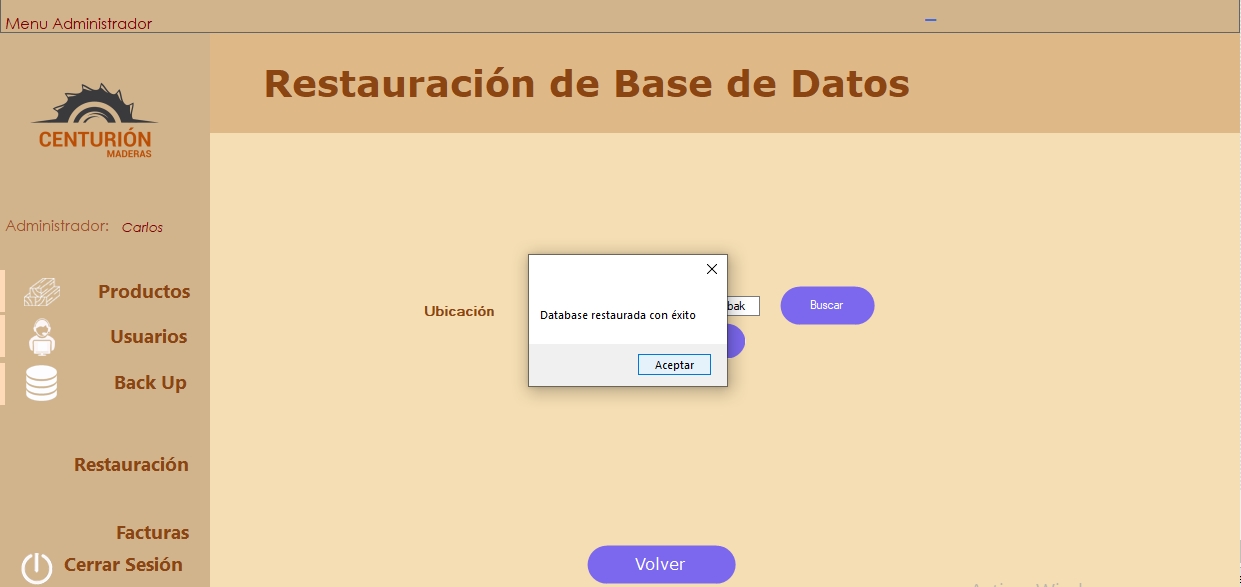 Menu Administrador
Restauración de Base de Datos
CENTURIÓN
MADERAS
Administrador: Carlos
Productos
Usuarios
Back Up
Restauración
Facturas
Cerrar Sesión
Ubicación
bak
Buscar
Database restaurada con éxito
Aceptar
Volver